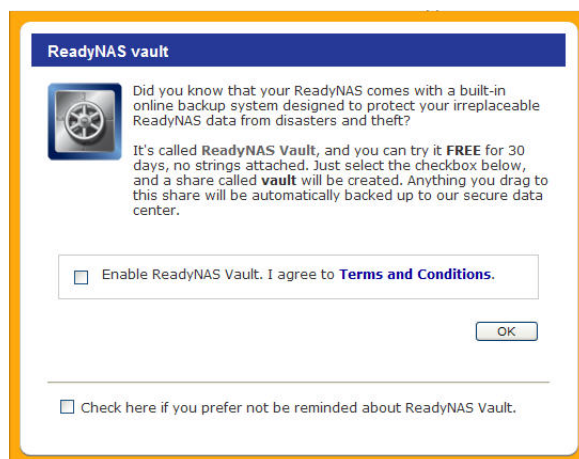 ReadyNAS vault
Did you know that your ReadyNAS comes with a built-in
online backup system designed to protect your irreplaceable
ReadyNAS data from disasters and theft?
It's called ReadyNAS Vault, and you can try it FREE for 30
days, no strings attached. Just select the checkbox below,
and a share called vault will be created. Anything you drag to
this share will be automatically backed up to our secure data
center.
Enable ReadyNAS Vault. I agree to Terms and Conditions.
OK
Check here if you prefer not be reminded about ReadyNAS Vault.